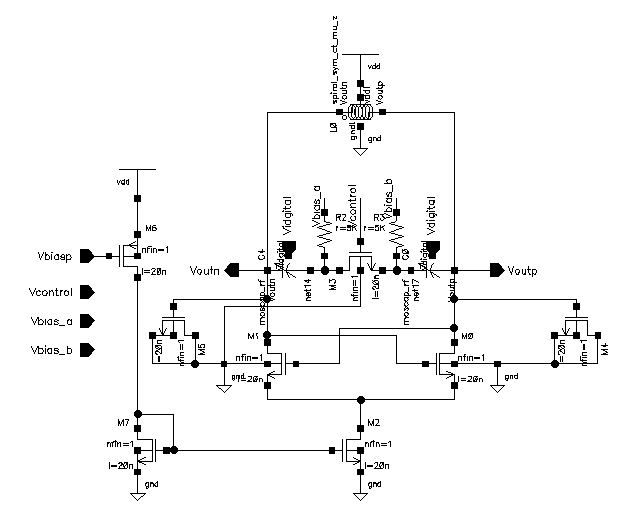 spiral_sym_ct_mu_z
vdd
Voutn
vdd
Voutp
L0
gnd
gnd
vdd
M6
nfin=1
l=20n
Vbiasp
Vcontrol
Vbias_a
Vbias_b
Vdigital
Vbias_a
Vcontrol
Vbias_b
Vdigital
R2
r=5K
R3
r=5K
C4
Vdigital
C0
Vdigital
Voutn
Voutp
moscap_rf
voutn
net14
M3
nfin=1
l=20n
moscap_rf
net17
voutp
M5
nfin=1
l=20n
M1
nfin=1
l=20n
gnd
M0
nfin=1
l=20n
gnd
M4
nfin=1
l=20n
M7
nfin=1
l=20n
gnd
M2
nfin=1
l=20n
gnd